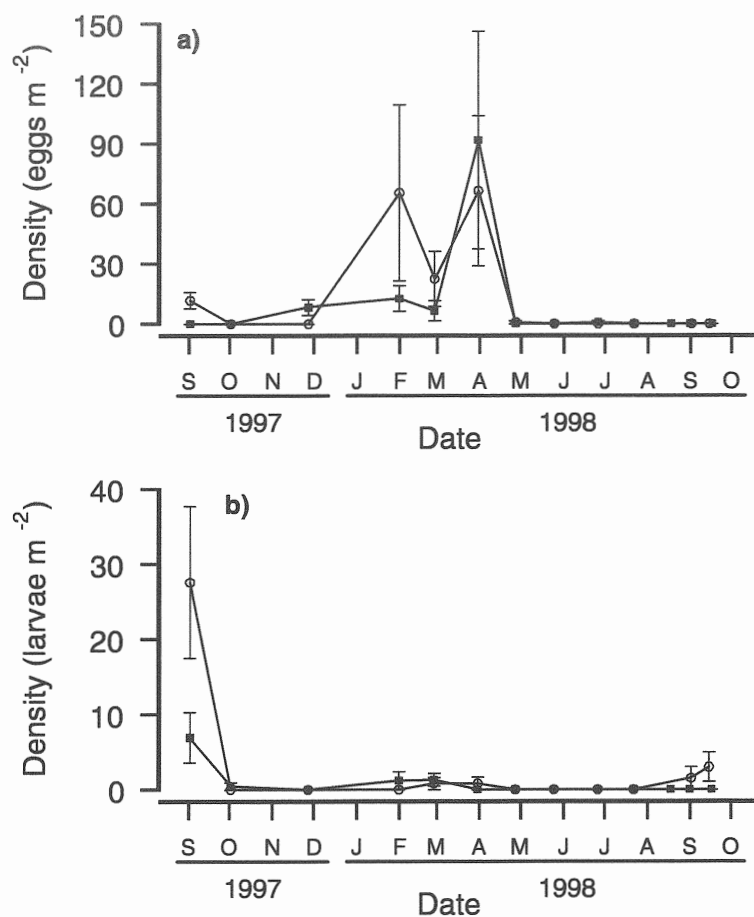 a)
150
120
90
60
30
0
Density (eggs m -2)
S O N D J F M A M J J A S O
1997 1998
Date
b)
40
30
20
10
0
Density (larvae m -2)
S O N D J F M A M J J A S O
1997 1998
Date